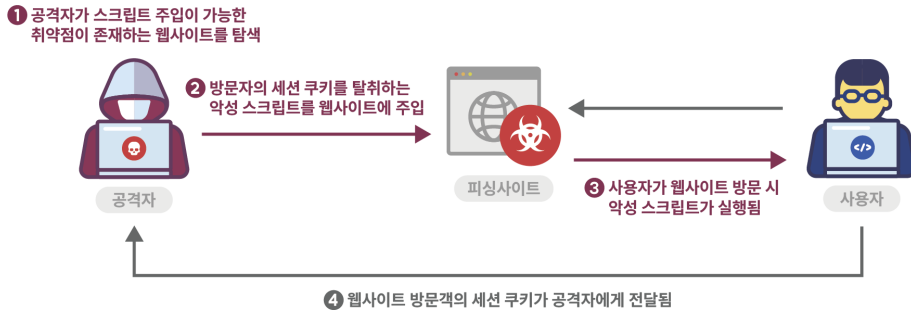 ❶ 공격자가 스크립트 주입이 가능한
취약점이 존재하는 웹사이트를 탐색
❷ 방문자의 세션 쿠키를 탈취하는
악성 스크립트를 웹사이트에 주입
</>
공격자
피싱사이트
❸ 사용자가 웹사이트 방문 시
악성 스크립트가 실행됨
사용자
❹ 웹사이트 방문객의 세션 쿠키가 공격자에게 전달됨